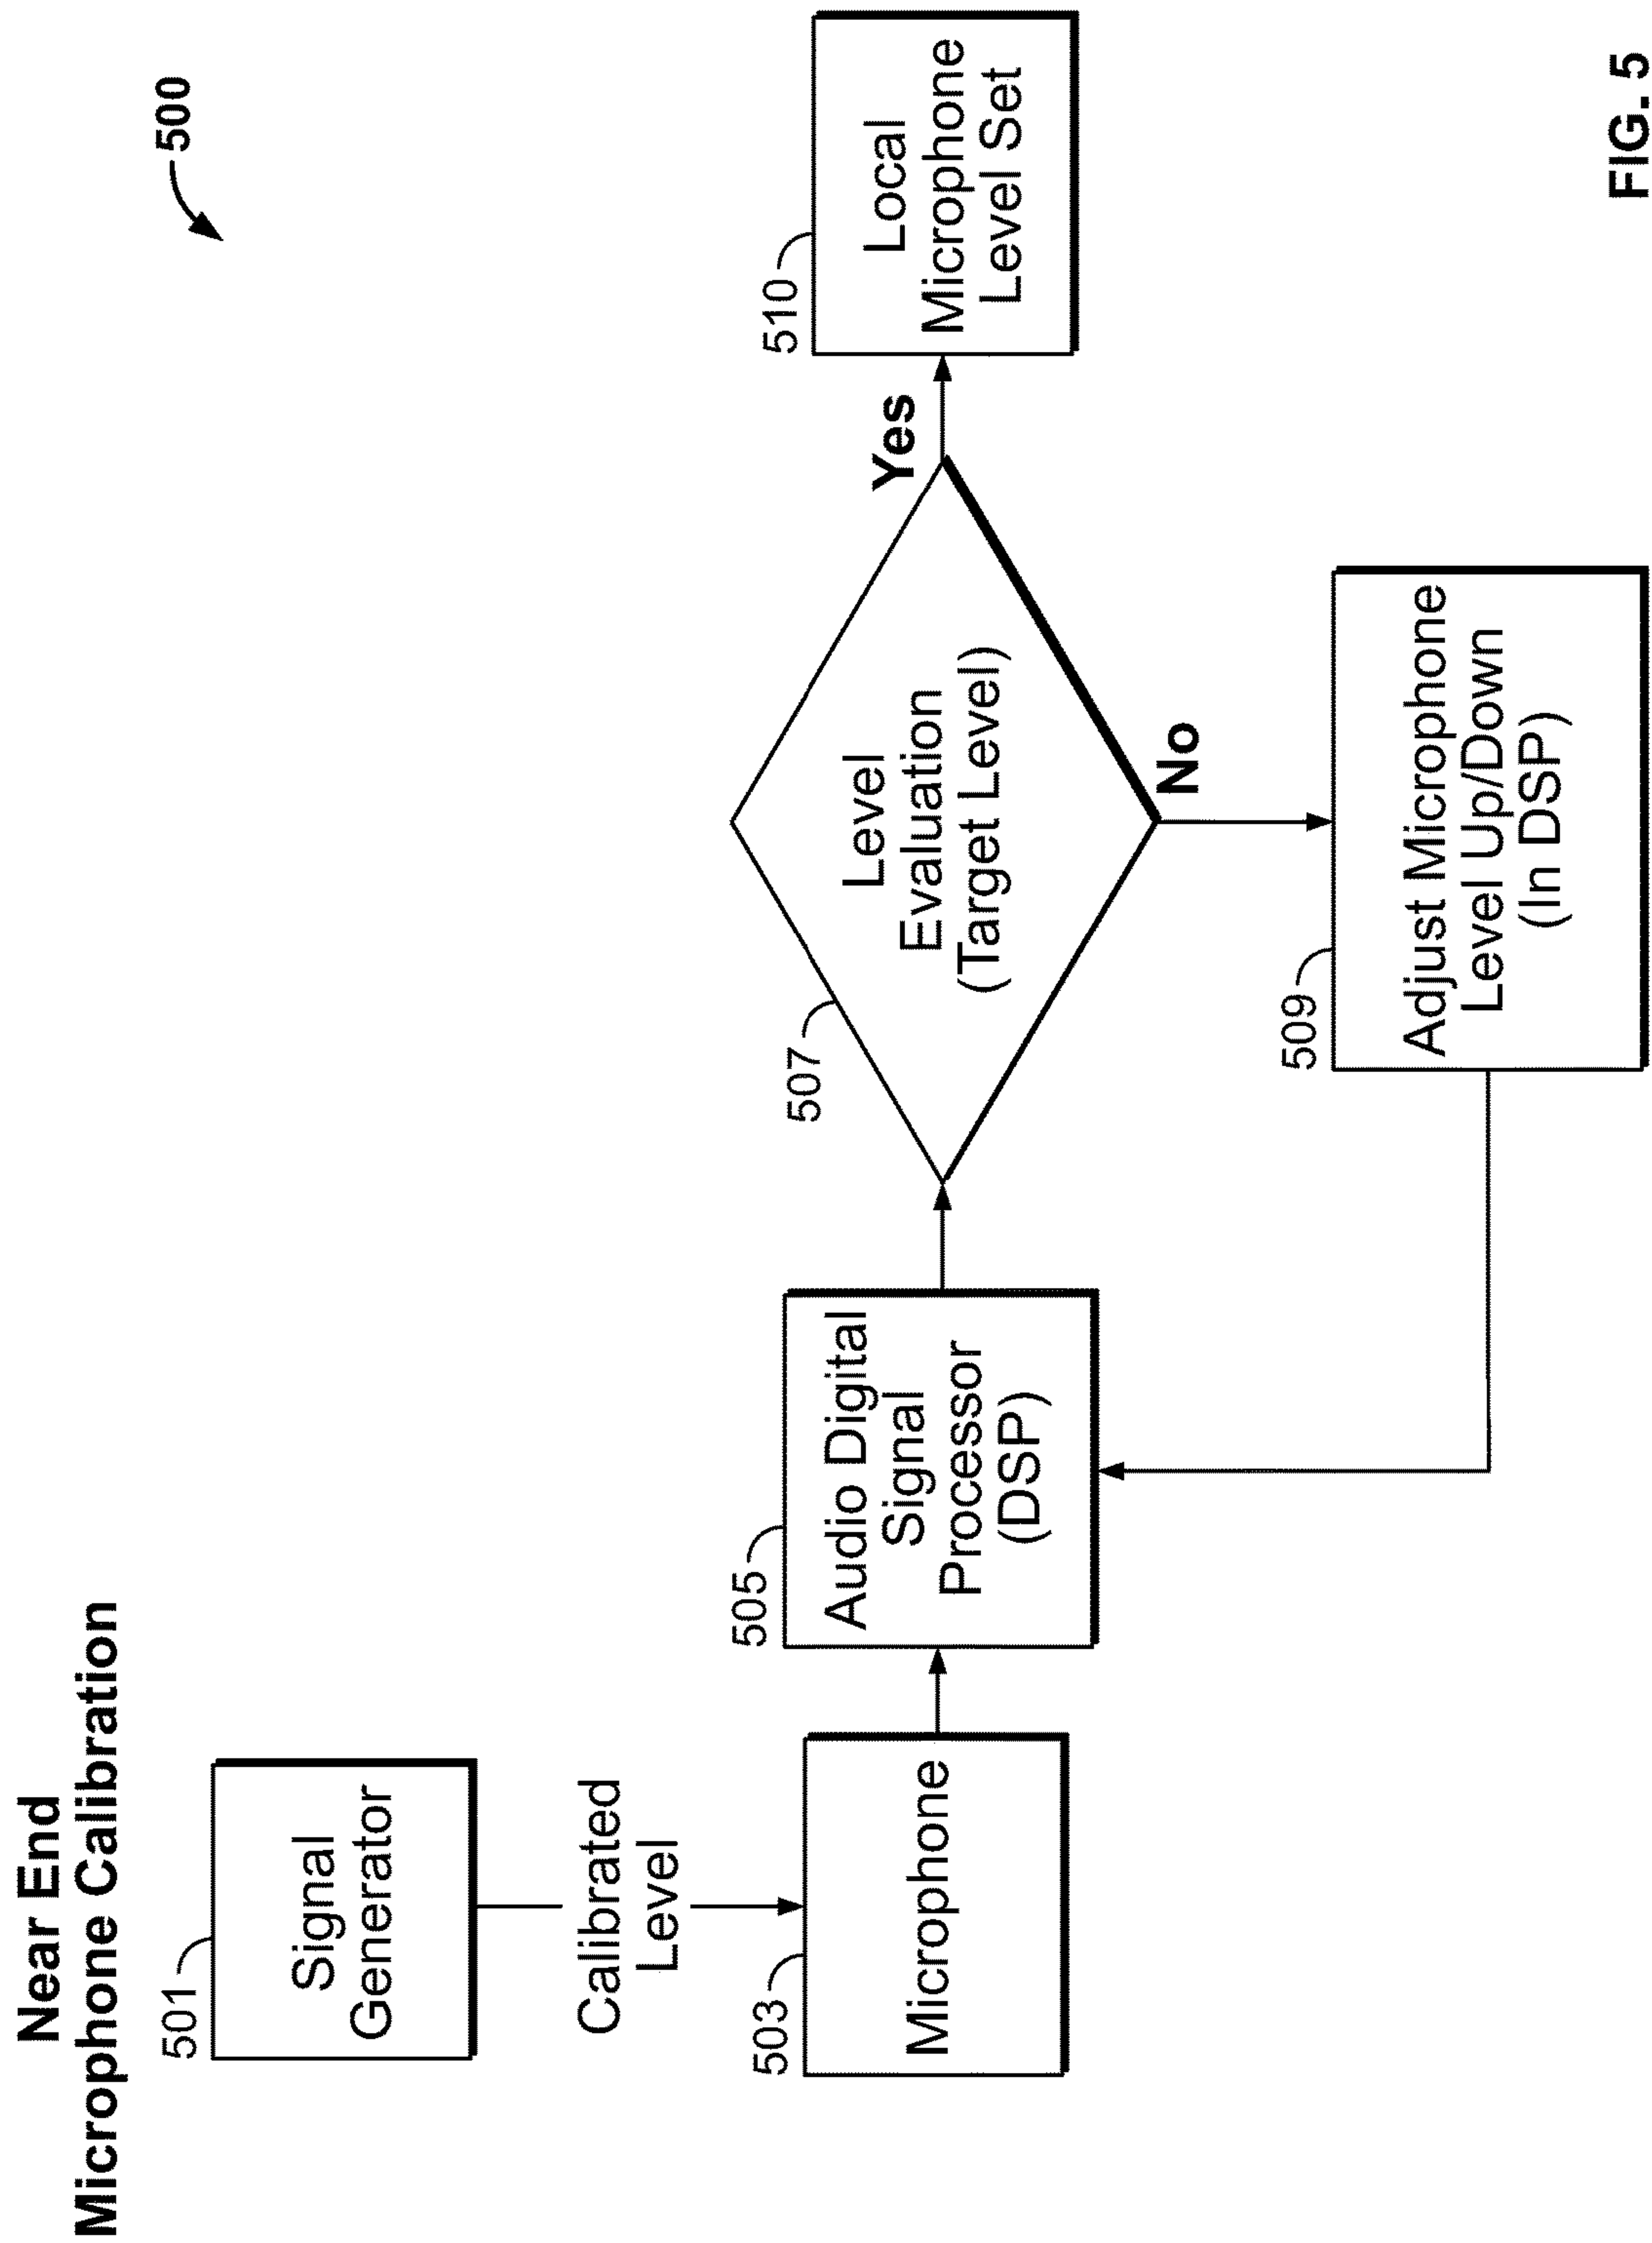 Near End
Microphone Calibration
500
501
Signal
Generator
Calibrated
Level
503
Microphone
505
Audio Digital
Signal
Processor
(DSP)
507
Level
Evaluation
(Target Level)
Yes
510
Local
Microphone
Level Set
No
509
Adjust Microphone
Level Up/Down
(In DSP)
FIG. 5